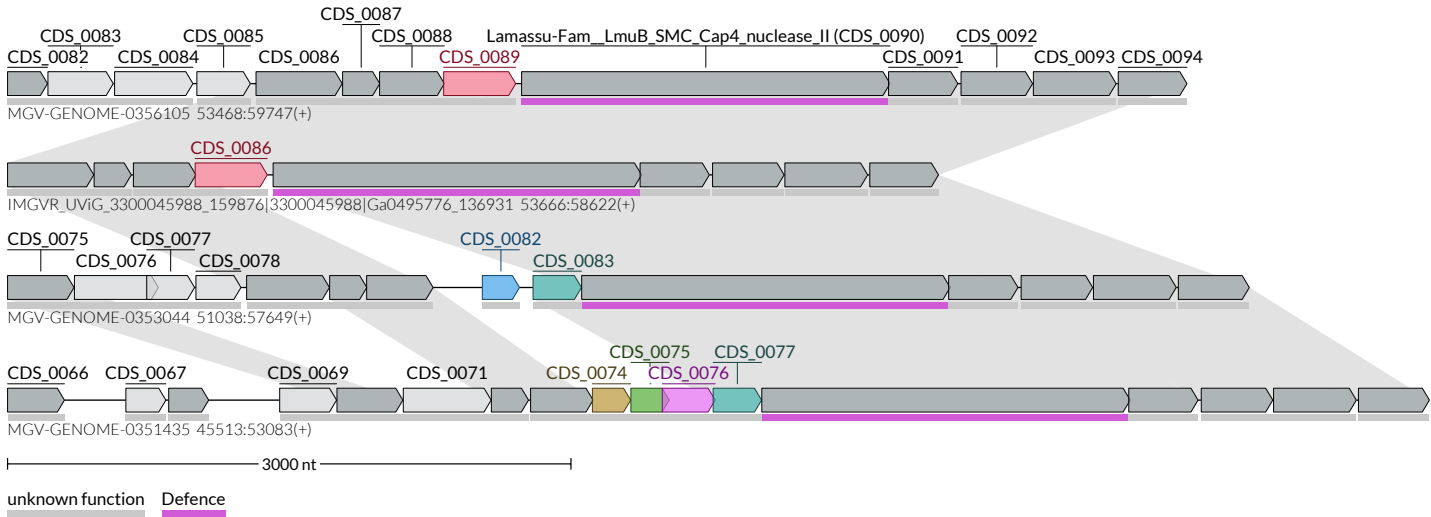 CDS_0087
CDS_0083 CDS_0085 CDS_0088 Lamassu-Fam__LmuB_SMC_Cap4_nuclease_II (CDS_0090) CDS_0092
CDS_0082 CDS_0084 CDS_0086 CDS_0089 CDS_0091 CDS_0093 CDS_0094
MGV-GENOME-0356105 53468:59747(+)
CDS_0086
IMGVR_UViG_3300045988_159876|3300045988|Ga0495776_136931 53666:58622(+)
CDS_0075 CDS_0077 CDS_0082
CDS_0076 CDS_0078 CDS_0083
MGV-GENOME-0353044 51038:57649(+)
CDS_0075 CDS_0077
CDS_0066 CDS_0067 CDS_0069 CDS_0071 CDS_0074 CDS_0076
MGV-GENOME-0351435 45513:53083(+)
3000 nt
unknown function Defence